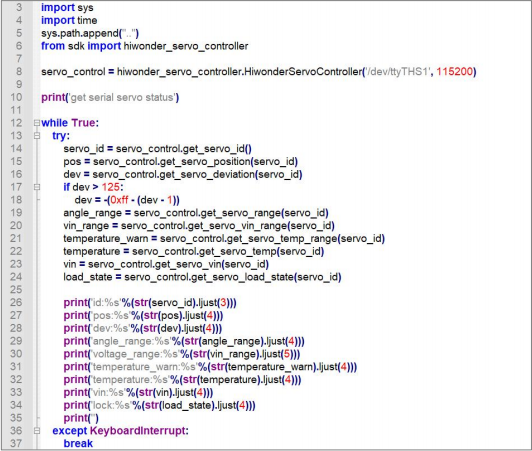 3 import sys
4 import time
5 sys.path.append("..")
6 from sdk import hiwonder_servo_controller
7
8 servo_control = hiwonder_servo_controller.HiwonderServoController('/dev/ttyTHS1', 115200)
9
10 print('get serial servo status')
11
12 while True:
13     try:
14         servo_id = servo_control.get_servo_id()
15         pos = servo_control.get_servo_position(servo_id)
16         dev = servo_control.get_servo_deviation(servo_id)
17         if dev > 125:
18             dev = -(0xff - (dev - 1))
19         angle_range = servo_control.get_servo_range(servo_id)
20         vin_range = servo_control.get_servo_vin_range(servo_id)
21         temperature_warn = servo_control.get_servo_temp_range(servo_id)
22         temperature = servo_control.get_servo_temp(servo_id)
23         vin = servo_control.get_servo_vin(servo_id)
24         load_state = servo_control.get_servo_load_state(servo_id)
25
26         print('id:%s'%(str(servo_id).ljust(3)))
27         print('pos:%s'%(str(pos).ljust(4)))
28         print('dev:%s'%(str(dev).ljust(4)))
29         print('angle_range:%s'%(str(angle_range).ljust(4)))
30         print('voltage_range:%s'%(str(vin_range).ljust(5)))
31         print('temperature_warn:%s'%(str(temperature_warn).ljust(4)))
32         print('temperature:%s'%(str(temperature).ljust(4)))
33         print('vin:%s'%(str(vin).ljust(4)))
34         print('lock:%s'%(str(load_state).ljust(4)))
35         print('')
36     except KeyboardInterrupt:
37         break